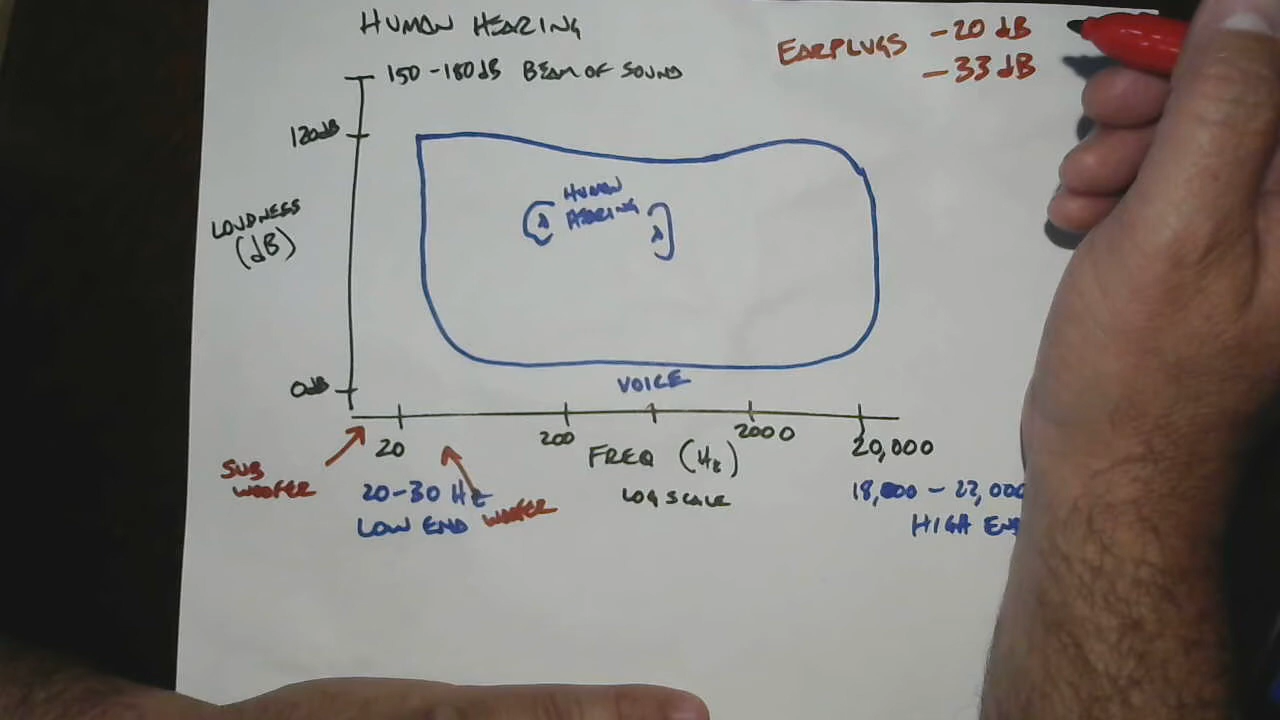 HUMAN HEARING
EARPLUGS -20 dB
-33 dB
150-180 dB BEAM OF SOUND
120dB
HUMAN
HEARING
LOUDNESS
(dB)
VOICE
0dB
20
200
2000
20,000
FREQ (Hz)
LOG SCALE
SUB
WOOFER
20-30 Hz
LOW END
WOOFER
18,000 - 22,000
HIGH EN